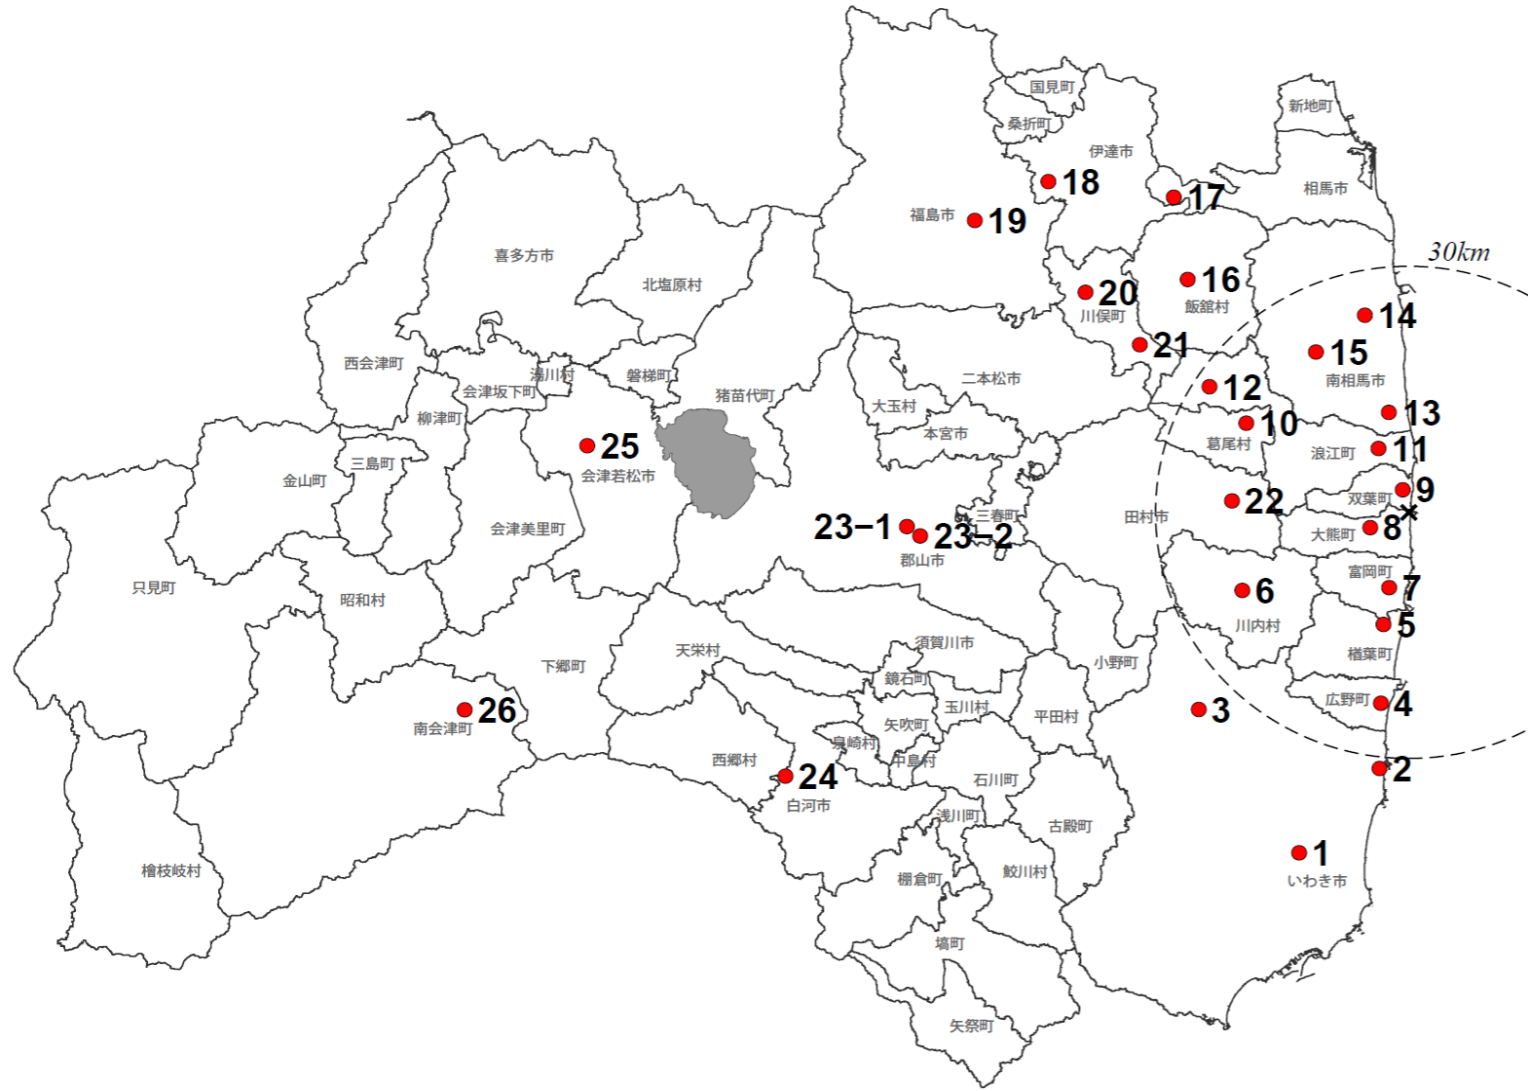 国見町
新地町
桑折町
伊達市
18
17
相馬市
福島市
19
30km
喜多方市
北塩原村
20
16
飯舘村
川俣町
14
西会津町
湯川村
磐梯町
会津坂下町
21
15
二本松市
南相馬市
猪苗代町
12
大玉村
柳津町
13
10
本宮市
葛尾村
25
11
浪江町
三島町
金山町
会津若松市
9
双葉町
22
会津美里町
23−1
三春町
田村市
8
大熊町
23−2
郡山市
富岡町
只見町
昭和村
6
7
川内村
5
須賀川市
天栄村
楢葉町
下郷町
小野町
鏡石町
広野町
4
26
玉川村
平田村
3
南会津町
矢吹町
泉崎村
西郷村
中島村
2
24
石川町
白河市
浅川町
古殿町
1
檜枝岐村
鮫川村
棚倉町
いわき市
塙町
矢祭町